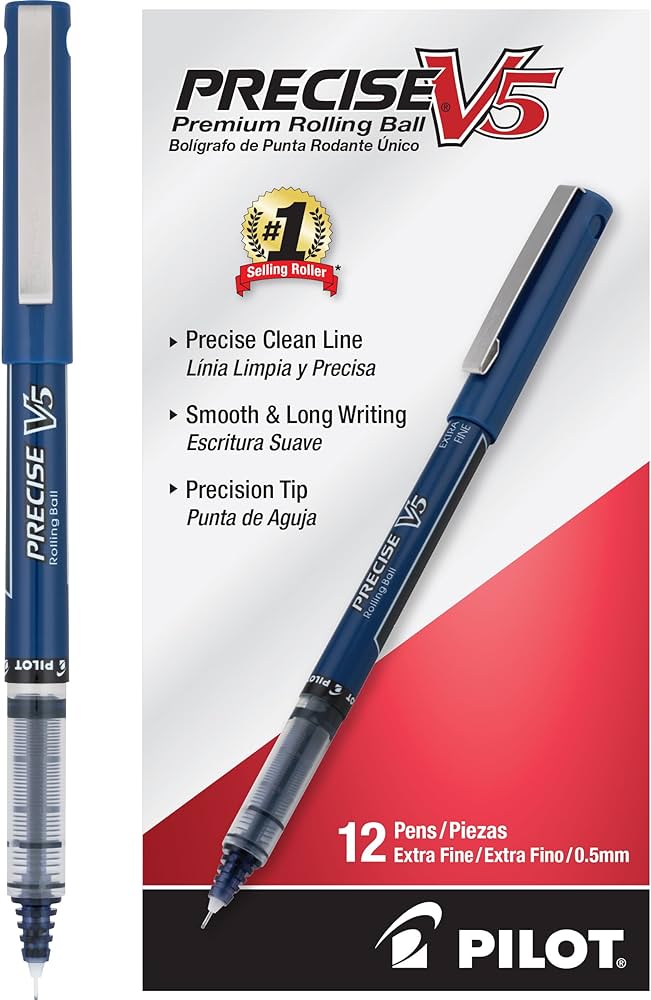 PRECISE V5
Rolling Ball
PILOT
PRECISE® V5
Premium Rolling Ball
Bolígrafo de Punta Rodante Único
#1
Selling Roller*
Precise Clean Line
Línia Limpia y Precisa
Smooth & Long Writing
Escritura Suave
Precision Tip
Punta de Aguja
EXTRA
FINE
PRECISE V5
Rolling Ball
PILOT
12 Pens/Piezas
Extra Fine/Extra Fino/0.5mm
PILOT®